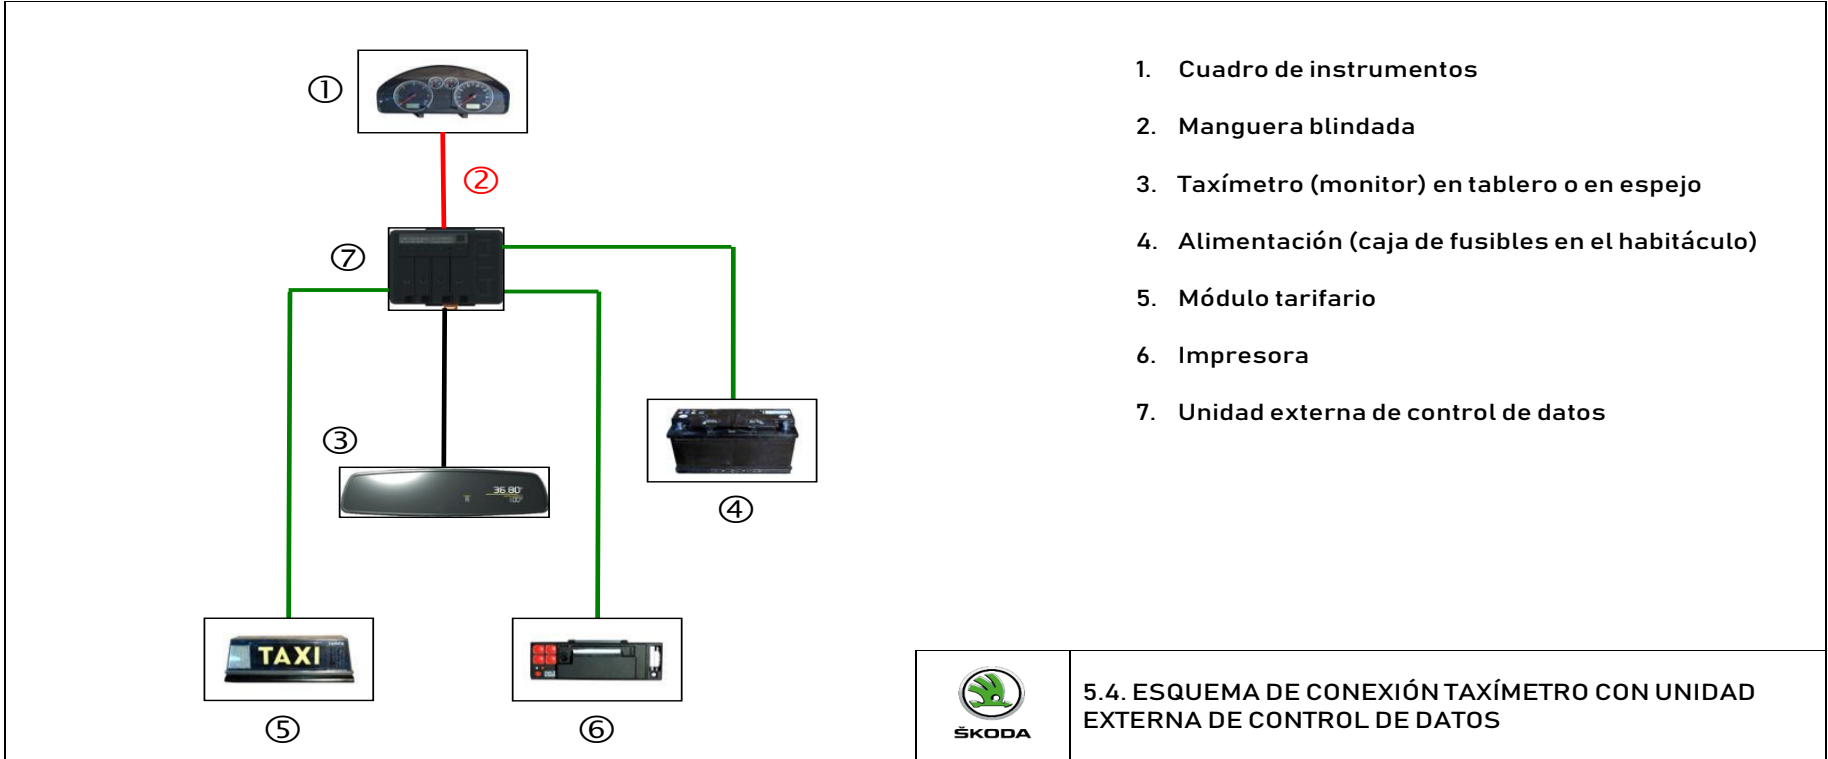 ①
②
⑦
③
36.80
④
TAXI
⑤
⑥
1. Cuadro de instrumentos
2. Manguera blindada
3. Taxímetro (monitor) en tablero o en espejo
4. Alimentación (caja de fusibles en el habitáculo)
5. Módulo tarifario
6. Impresora
7. Unidad externa de control de datos
ŠKODA
5.4. ESQUEMA DE CONEXIÓN TAXÍMETRO CON UNIDAD
EXTERNA DE CONTROL DE DATOS